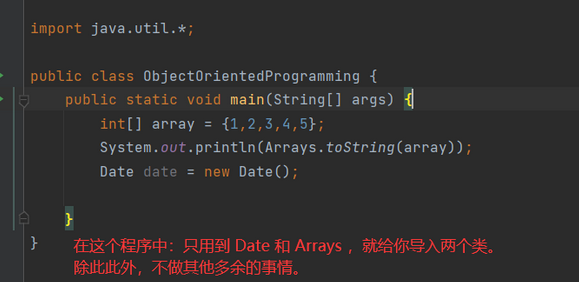 import java.util.*;
public class ObjectOrientedProgramming {
public static void main(String[] args) {
int[] array = {1,2,3,4,5};
System.out.println(Arrays.toString(array));
Date date = new Date();
}
在这个程序中：只用到 Date 和 Arrays ，就给你导入两个类。
}
除此此外，不做其他多余的事情。